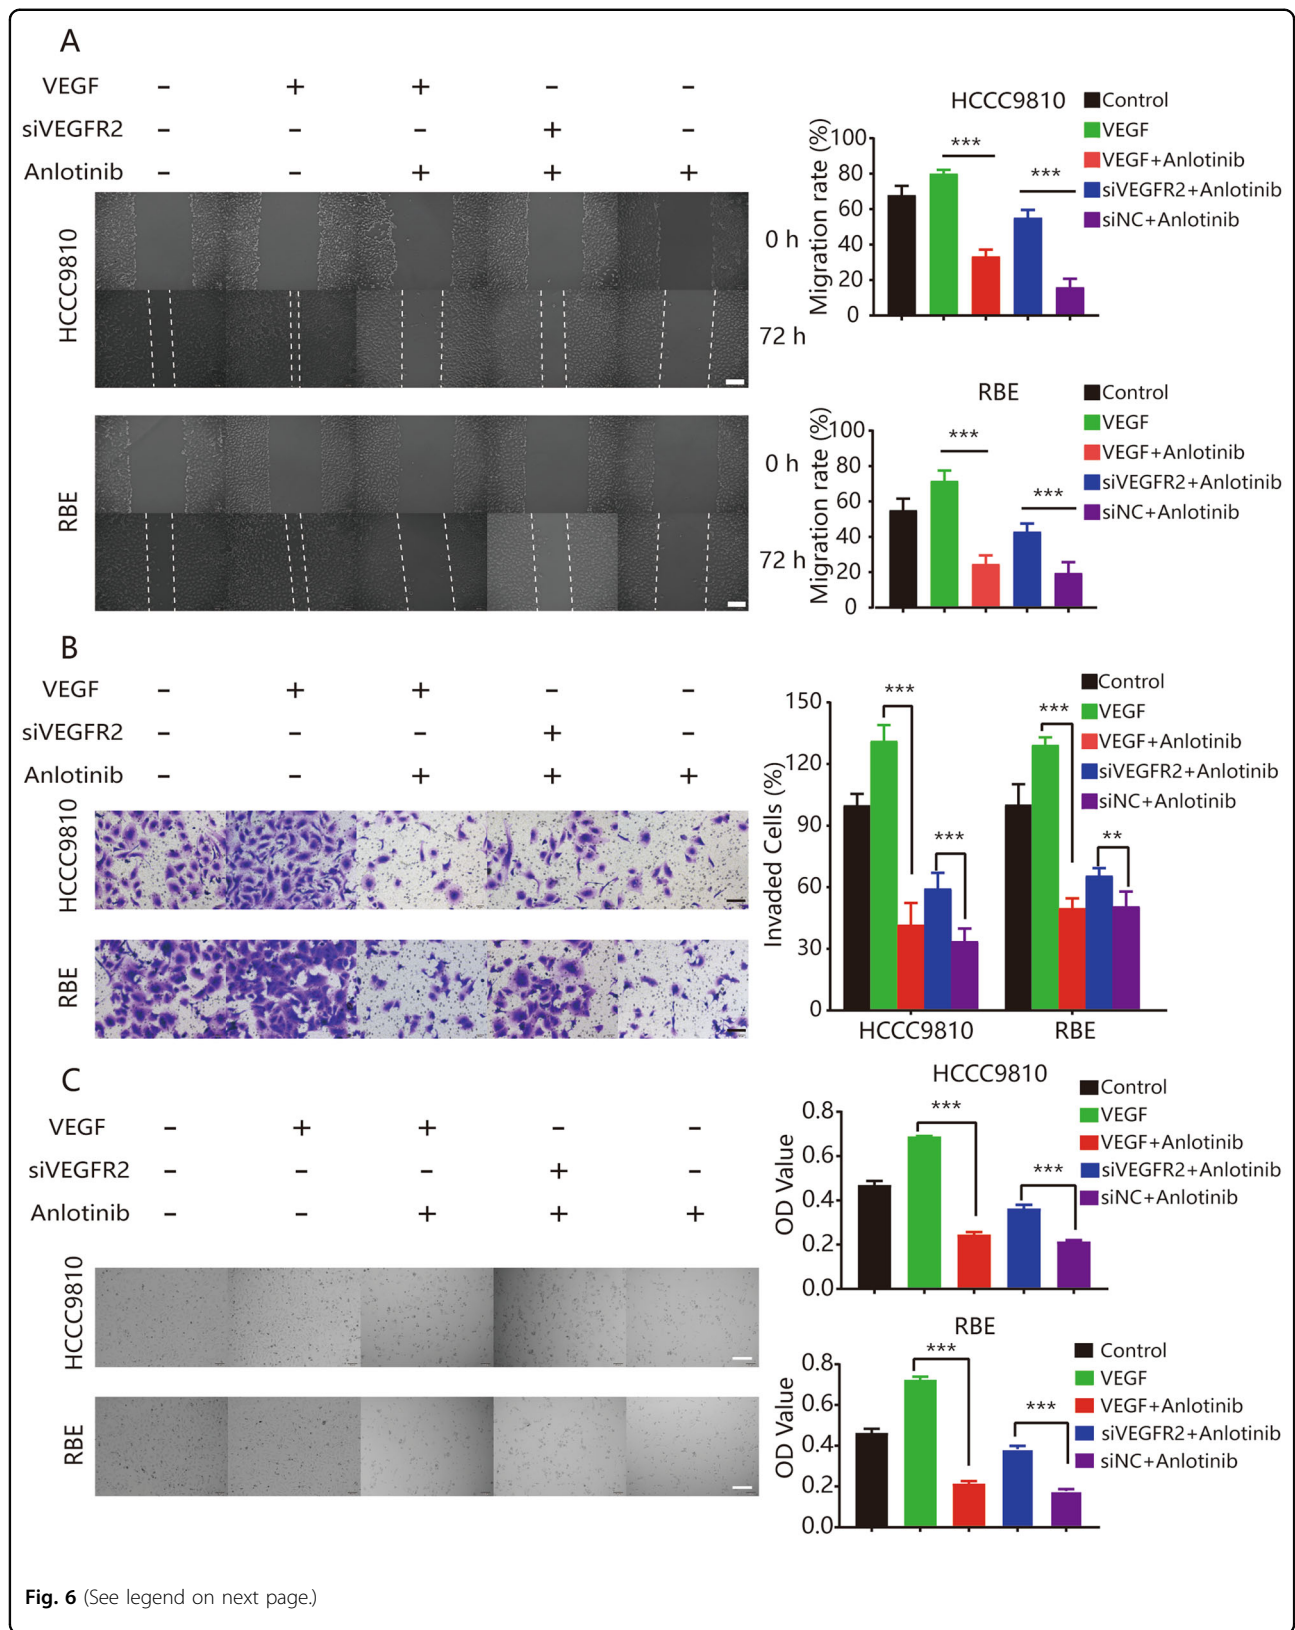 A
VEGF - + + - -
siVEGFR2 - - - + -
Anlotinib - - + + +
HCCC9810
0 h
72 h
RBE
0 h
72 h
HCCC9810
Migration rate (%)
100
80
60
40
20
0
***
***
Control
VEGF
VEGF+Anlotinib
siVEGFR2+Anlotinib
siNC+Anlotinib
RBE
Migration rate (%)
100
80
60
40
20
0
***
***
Control
VEGF
VEGF+Anlotinib
siVEGFR2+Anlotinib
siNC+Anlotinib
B
VEGF - + + - -
siVEGFR2 - - - + -
Anlotinib - - + + +
HCCC9810
RBE
Invaded Cells (%)
150
120
90
60
30
0
***
***
***
**
HCCC9810 RBE
Control
VEGF
VEGF+Anlotinib
siVEGFR2+Anlotinib
siNC+Anlotinib
C
VEGF - + + - -
siVEGFR2 - - - + -
Anlotinib - - + + +
HCCC9810
RBE
HCCC9810
OD Value
0.8
0.6
0.4
0.2
0.0
***
***
Control
VEGF
VEGF+Anlotinib
siVEGFR2+Anlotinib
siNC+Anlotinib
RBE
OD Value
0.8
0.6
0.4
0.2
0.0
***
***
Control
VEGF
VEGF+Anlotinib
siVEGFR2+Anlotinib
siNC+Anlotinib
Fig. 6 (See legend on next page.)